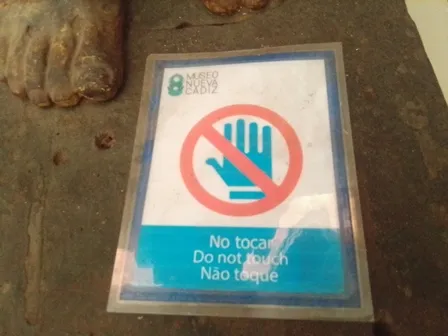 MUSEO
NUEVA
CADIZ
No tocar
Do not touch
Não toque